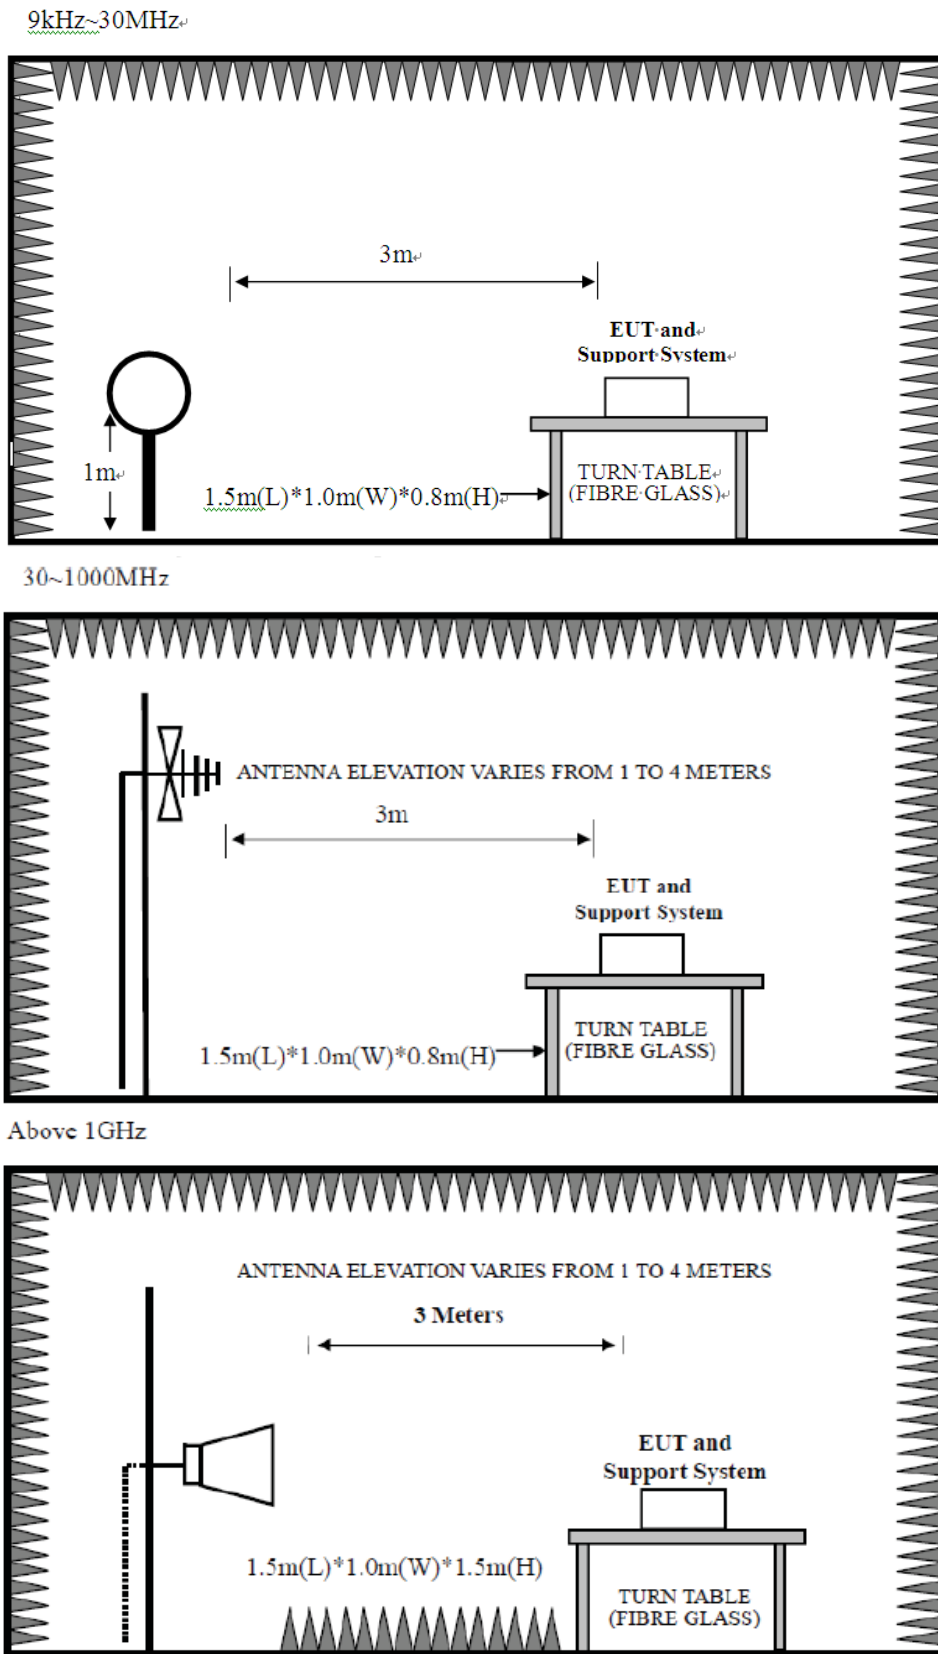 9kHz~30MHz
3m
EUT and
Support System
1m
TURN TABLE
(FIBRE GLASS)
1.5m(L)*1.0m(W)*0.8m(H)
30~1000MHz
ANTENNA ELEVATION VARIES FROM 1 TO 4 METERS
3m
EUT and
Support System
TURN TABLE
(FIBRE GLASS)
1.5m(L)*1.0m(W)*0.8m(H)
Above 1GHz
ANTENNA ELEVATION VARIES FROM 1 TO 4 METERS
3 Meters
EUT and
Support System
1.5m(L)*1.0m(W)*1.5m(H)
TURN TABLE
(FIBRE GLASS)